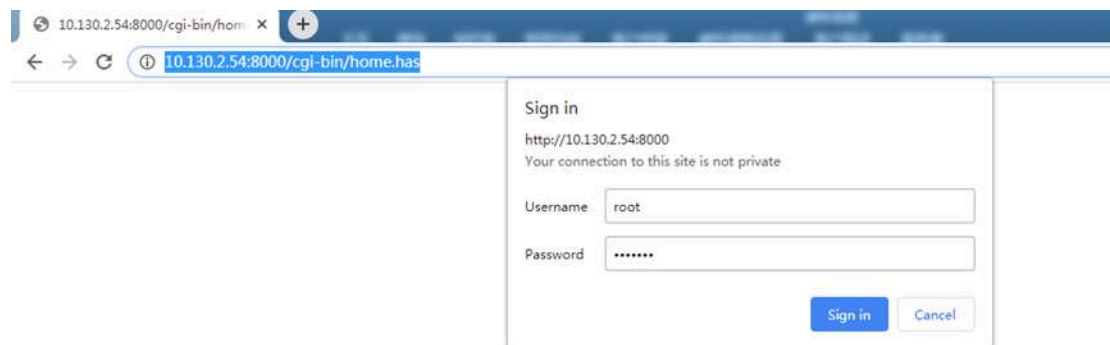 10.130.2.54:8000/cgi-bin/hom
10.130.2.54:8000/cgi-bin/home.has
Sign in
http://10.130.2.54:8000
Your connection to this site is not private
Username root
Password •••••••
Sign in Cancel